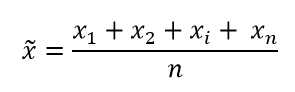 x̃ = (x₁ + x₂ + xᵢ + xₙ) / n